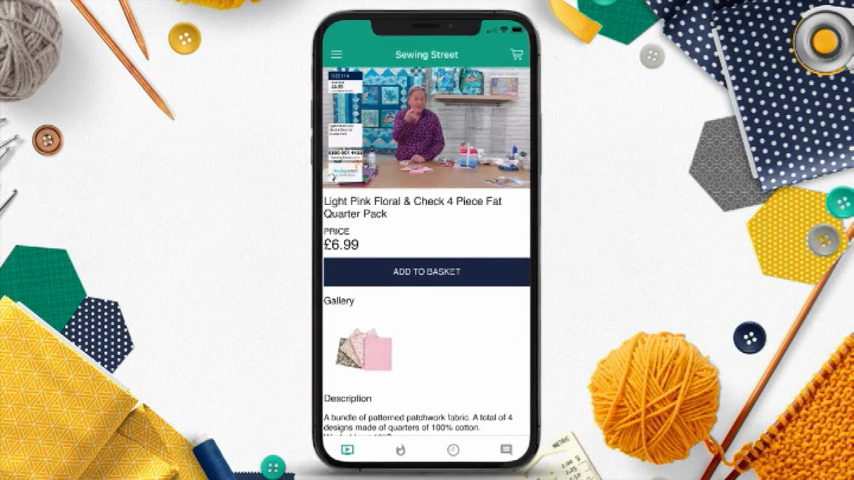 Sewing Street
Light Pink Floral & Check 4 Piece Fat
Quarter Pack
PRICE
£6.99
ADD TO BASKET
Gallery
Description
A bundle of patterned patchwork fabric. A total of 4
designs made of quarters of 100% cotton.
METRIC